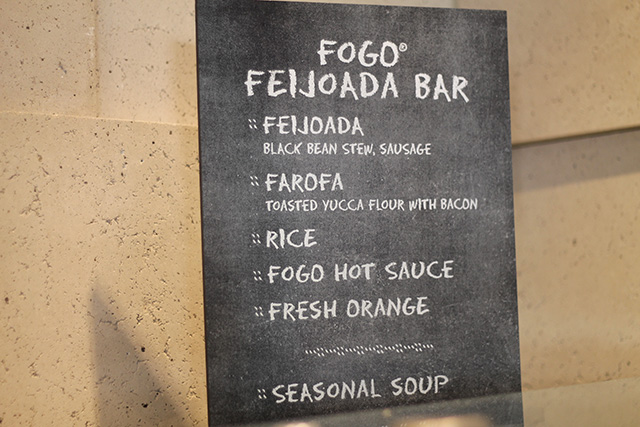 FOGO®
FEIJOADA BAR
:: FEIJOADA
BLACK BEAN STEW, SAUSAGE
:: FAROFA
TOASTED YUCCA FLOUR WITH BACON
:: RICE
:: FOGO HOT SAUCE
:: FRESH ORANGE
:: SEASONAL SOUP